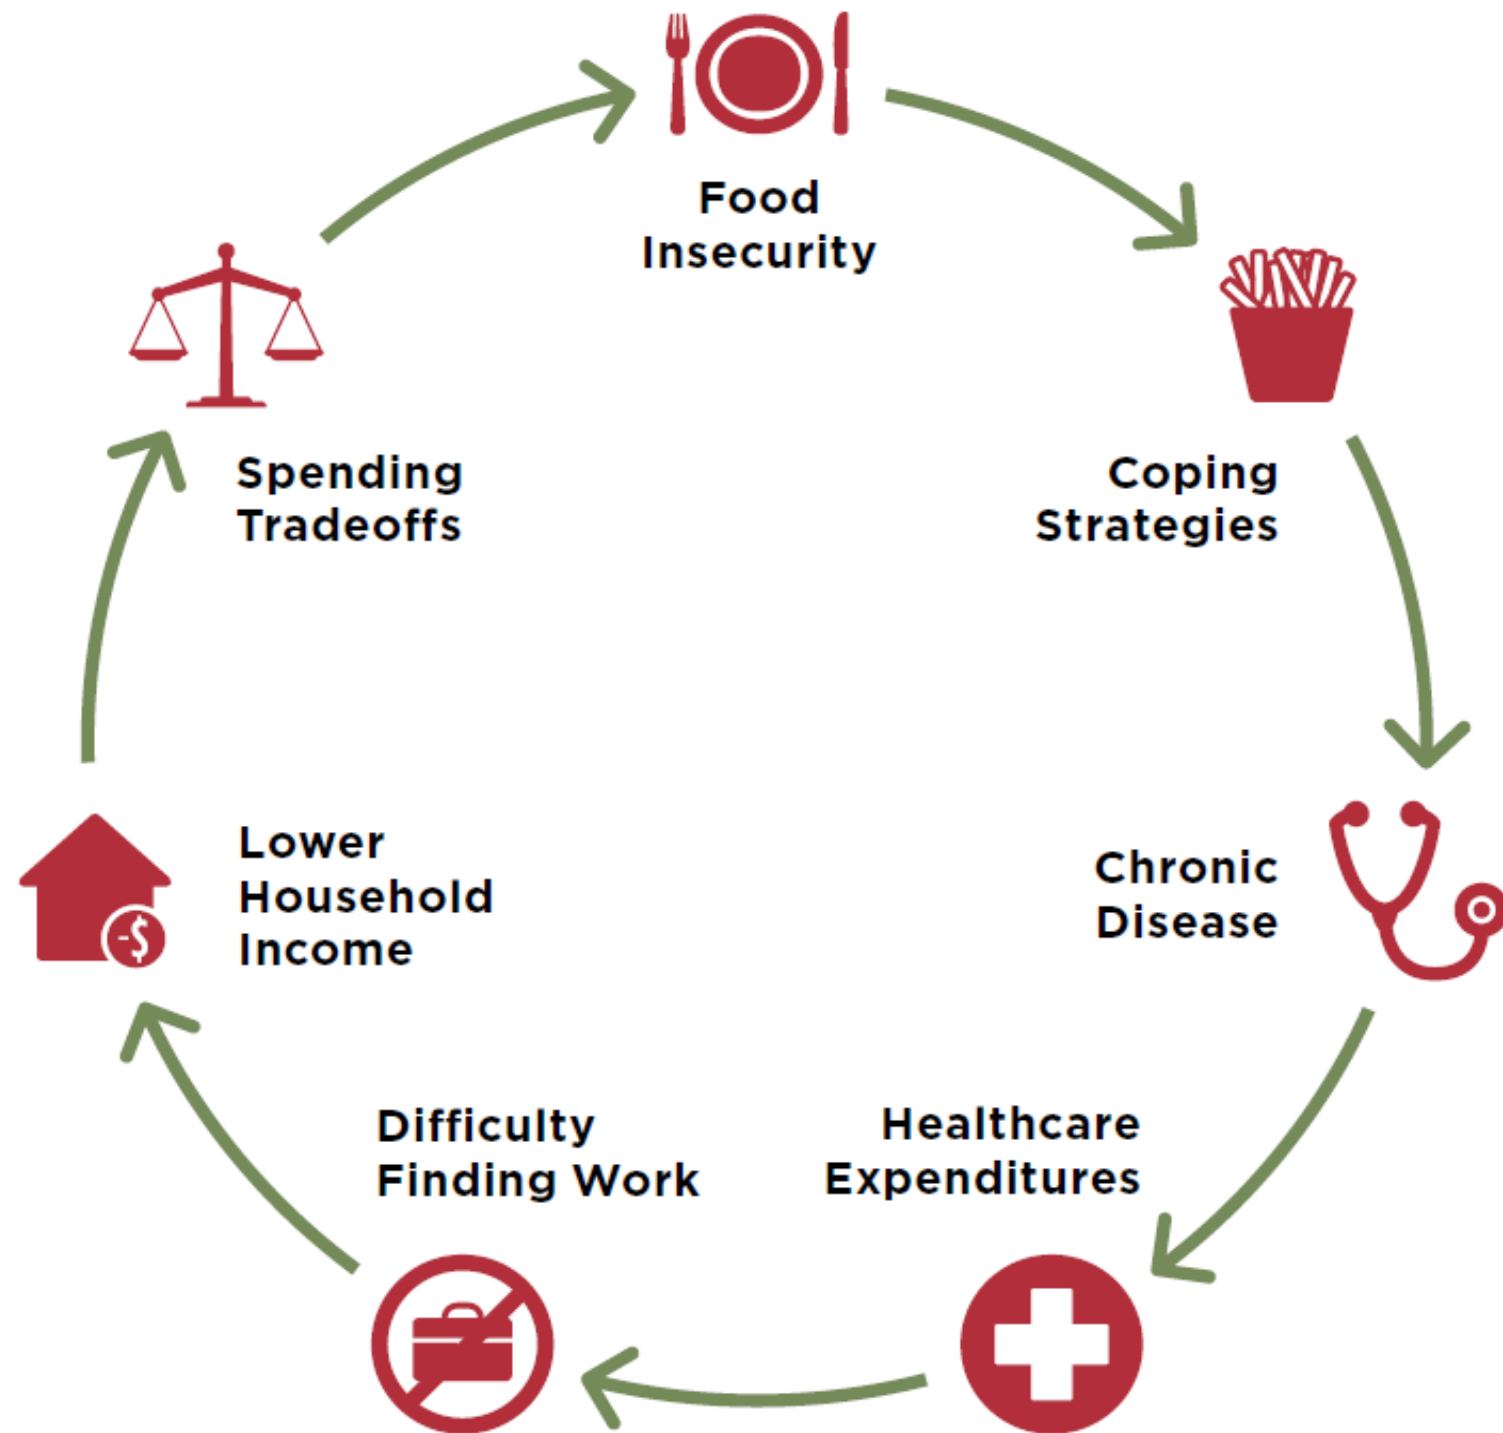 Food
Insecurity
Coping
Strategies
Chronic
Disease
Healthcare
Expenditures
Difficulty
Finding Work
Lower
Household
Income
-$
Spending
Tradeoffs